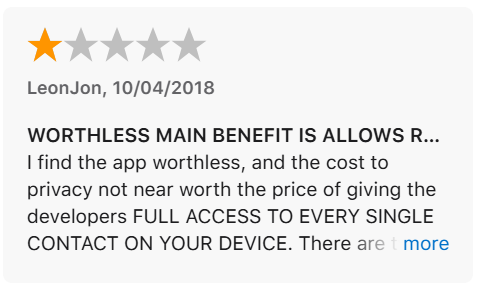 LeonJon, 10/04/2018
WORTHLESS MAIN BENEFIT IS ALLOWS R...
I find the app worthless, and the cost to
privacy not near worth the price of giving the
developers FULL ACCESS TO EVERY SINGLE
CONTACT ON YOUR DEVICE. There are t more